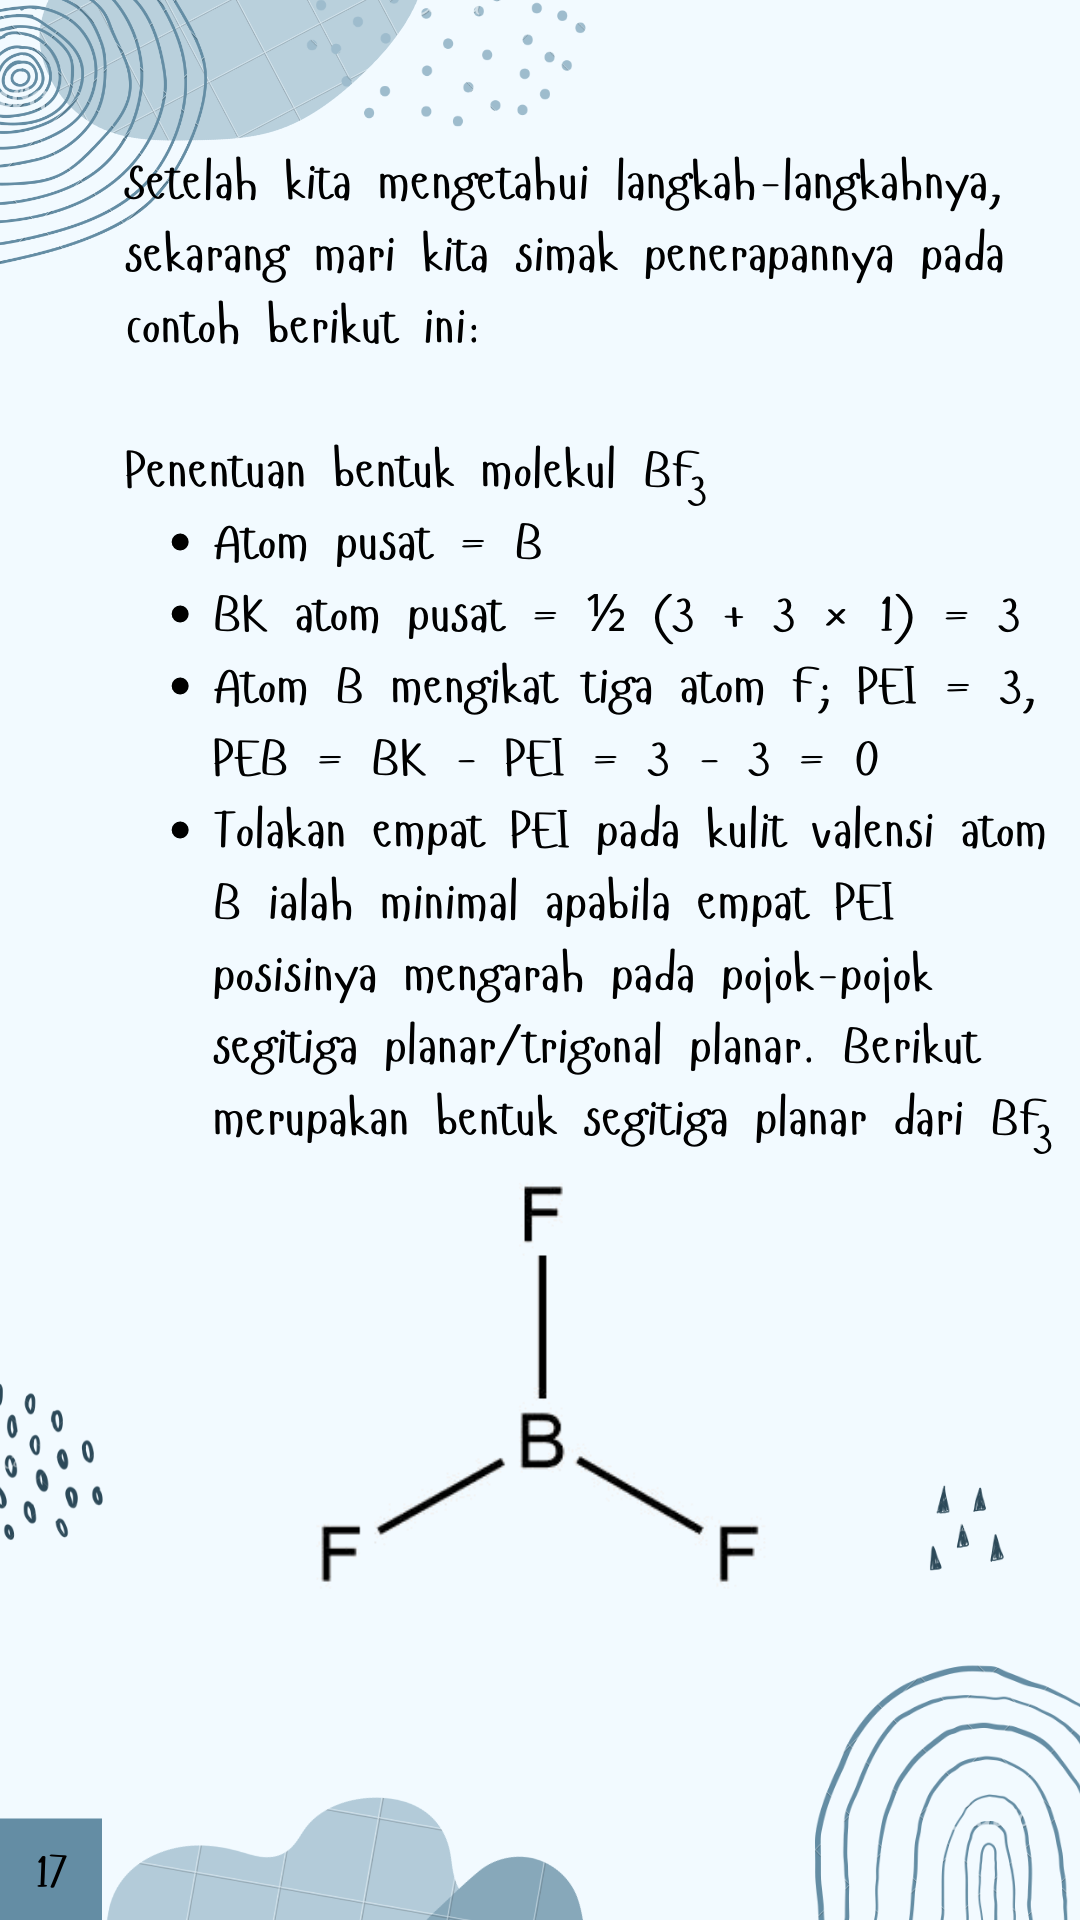 Setelah kita mengetahui langkah-langkahnya,
sekarang mari kita simak penerapannya pada
contoh berikut ini:
Penentuan bentuk molekul BF₃
• Atom pusat = B
• BK atom pusat = ½ (3 + 3 × 1) = 3
• Atom B mengikat tiga atom F; PEI = 3,
PEB = BK - PEI = 3 - 3 = 0
• Tolakan empat PEI pada kulit valensi atom
B ialah minimal apabila empat PEI
posisinya mengarah pada pojok-pojok
segitiga planar/trigonal planar. Berikut
merupakan bentuk segitiga planar dari BF₃
F
B
F F
17